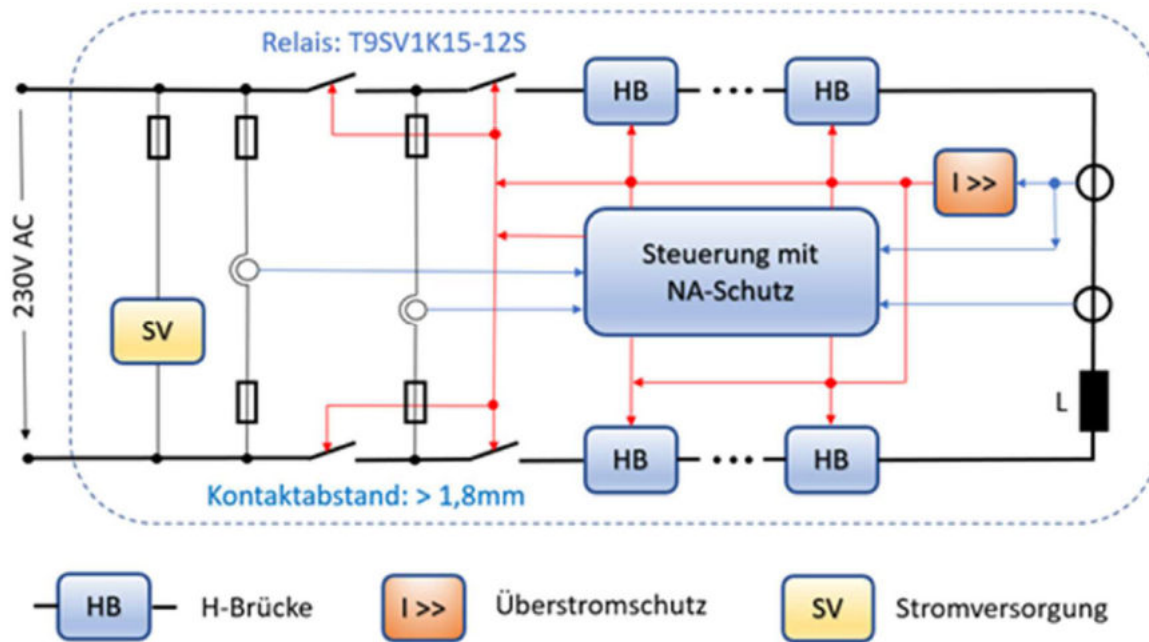 Relais: T9SV1K15-12S
HB
HB
I >>
230V AC
Steuerung mit
NA-Schutz
SV
L
HB
HB
Kontaktabstand: > 1,8mm
HB
H-Brücke
I >>
Überstromschutz
SV
Stromversorgung